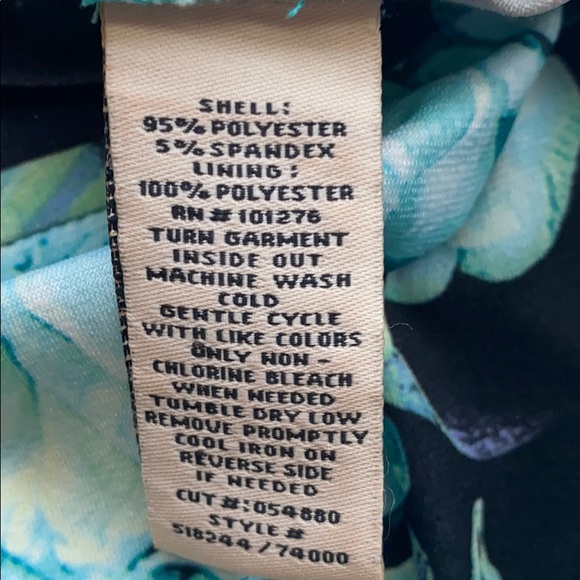 SHELL:
95% POLYESTER
5% SPANDEX
LINING:
100% POLYESTER
RN # 101276
TURN GARMENT
INSIDE OUT
MACHINE WASH
COLD
GENTLE CYCLE
WITH LIKE COLORS
ONLY NON -
CHLORINE BLEACH
WHEN NEEDED
TUMBLE DRY LOW
REMOVE PROMPTLY
COOL IRON ON
REVERSE SIDE
IF NEEDED
CUT #: 054880
STYLE #
518244/74000